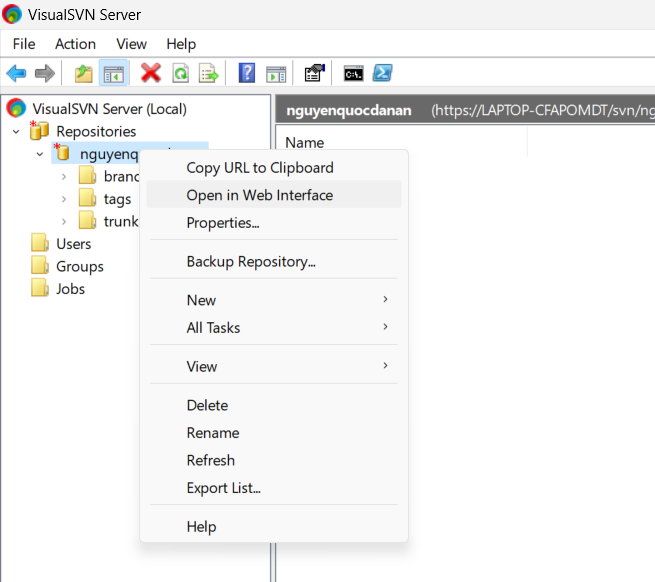 VisualSVN Server
File Action View Help
VisualSVN Server (Local)
Repositories
nguyenq
branc
tags
trunk
Users
Groups
Jobs
nguyenquocdanan (https://LAPTOP-CFAPOMDT/svn/ng
Name
Copy URL to Clipboard
Open in Web Interface
Properties...
Backup Repository...
New
All Tasks
View
Delete
Rename
Refresh
Export List...
Help